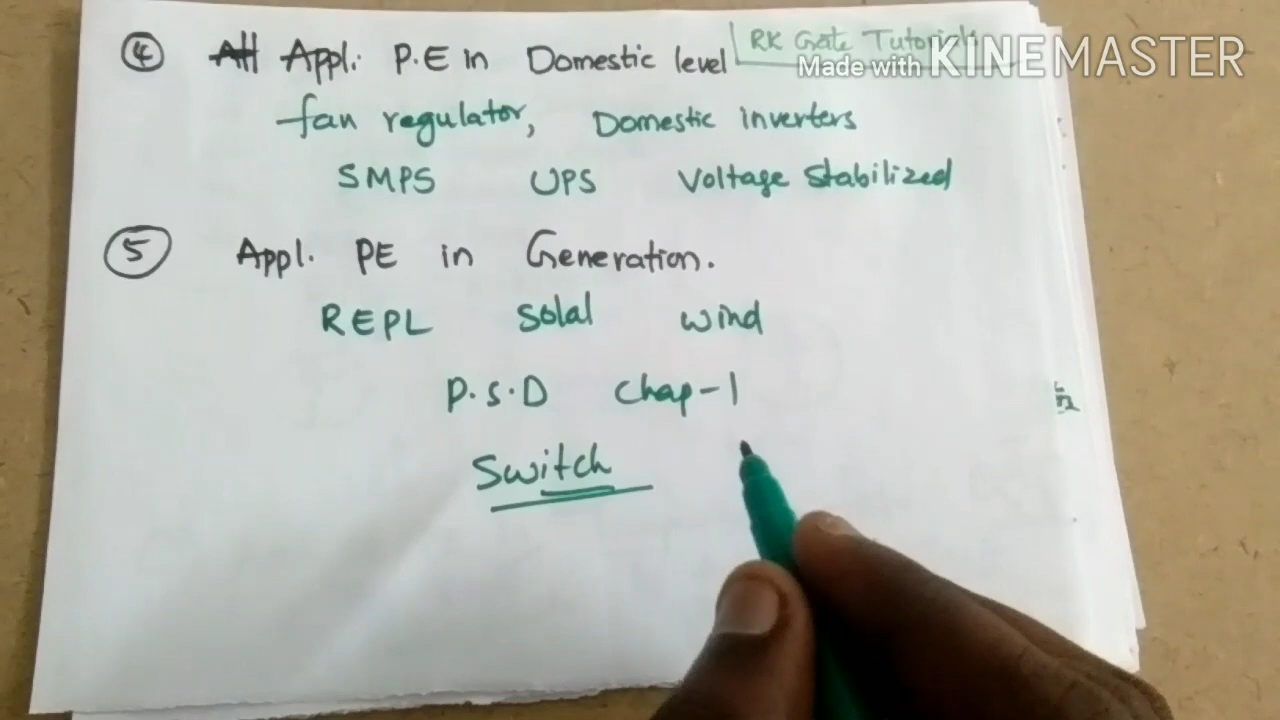 ④ Appl. P.E in Domestic level
RK Gate Tutorials
Made with KINEMASTER
fan regulator, Domestic inverters
SMPS UPS Voltage Stabilized
⑤ Appl. PE in Generation.
REPL Solal Wind
P.S.D Chap-1
Switch